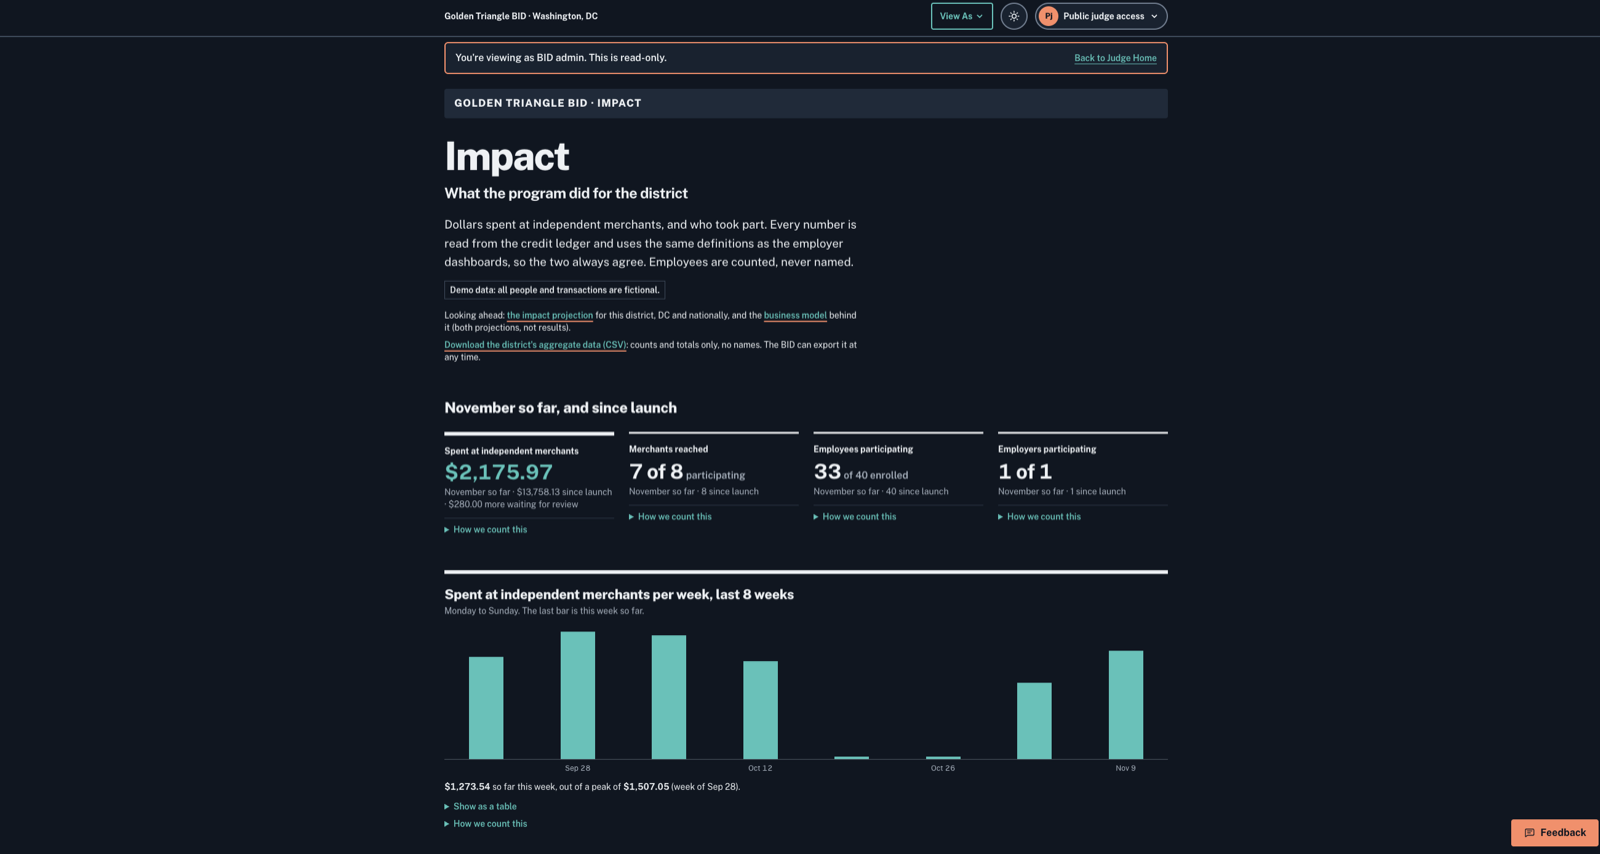 Golden Triangle BID · Washington, DC
View As
PJ
Public judge access
You're viewing as BID admin. This is read-only.
Back to Judge Home
GOLDEN TRIANGLE BID · IMPACT
Impact
What the program did for the district
Dollars spent at independent merchants, and who took part. Every number is
read from the credit ledger and uses the same definitions as the employer
dashboards, so the two always agree. Employees are counted, never named.
Demo data: all people and transactions are fictional.
Looking ahead: the impact projection for this district, DC and nationally, and the business model behind
it (both projections, not results).
Download the district's aggregate data (CSV): counts and totals only, no names. The BID can export it at
any time.
November so far, and since launch
Spent at independent merchants
$2,175.97
November so far · $13,758.13 since launch
· $280.00 more waiting for review
How we count this
Merchants reached
7 of 8 participating
November so far · 8 since launch
How we count this
Employees participating
33 of 40 enrolled
November so far · 40 since launch
How we count this
Employers participating
1 of 1
November so far · 1 since launch
How we count this
Spent at independent merchants per week, last 8 weeks
Monday to Sunday. The last bar is this week so far.
Sep 28
Oct 12
Oct 26
Nov 9
$1,273.54 so far this week, out of a peak of $1,507.05 (week of Sep 28).
Show as a table
How we count this
Feedback